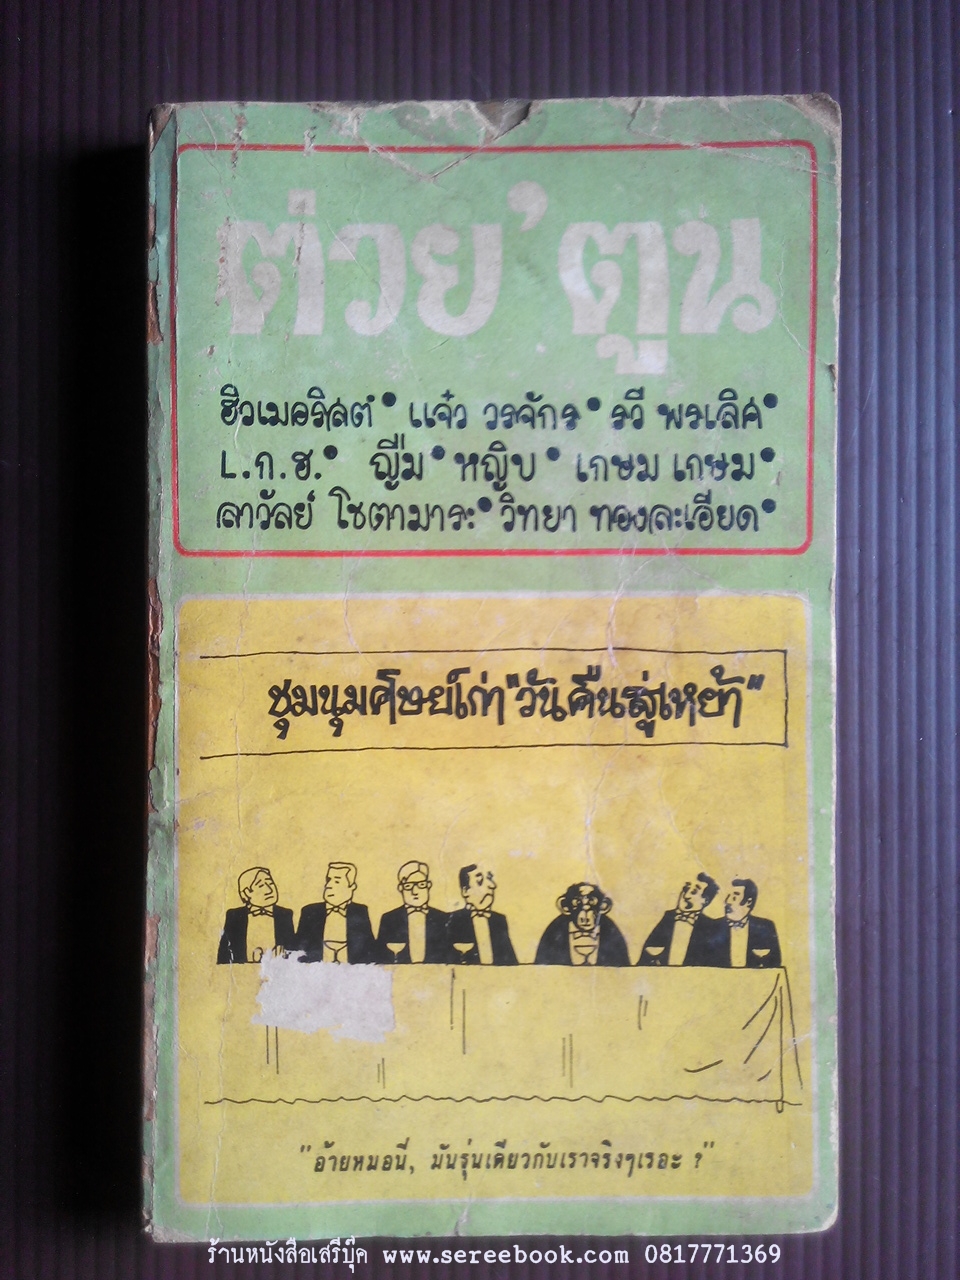 ต่วย'ตูน
ฮิวเมอริสต์ • แจ๋ว วรจักร • รวี พรเลิศ •
L.ก.ฮ. • ญี่ม • หญิบ • เกษม เกษม •
ลาวัลย์ โชตามาระ • วิทยา ทองละเอียด •
ชุมนุมศิษย์เก่า "วันคืนสู่เหย้า"
"อ้ายหมอนี่, มันรุ่นเดียวกับเราจริงๆเรอะ ?"
ร้านหนังสือเสรีบุ๊ค www.sereebook.com 0817771369